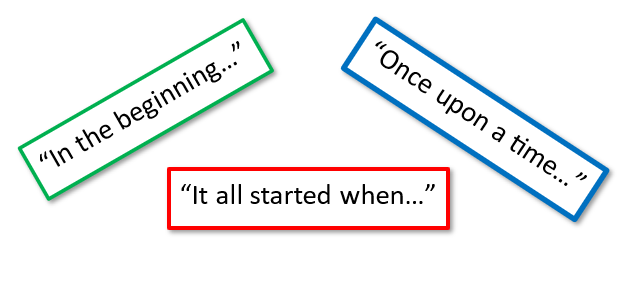 “In the beginning...”
“Once upon a time...”
“It all started when...”